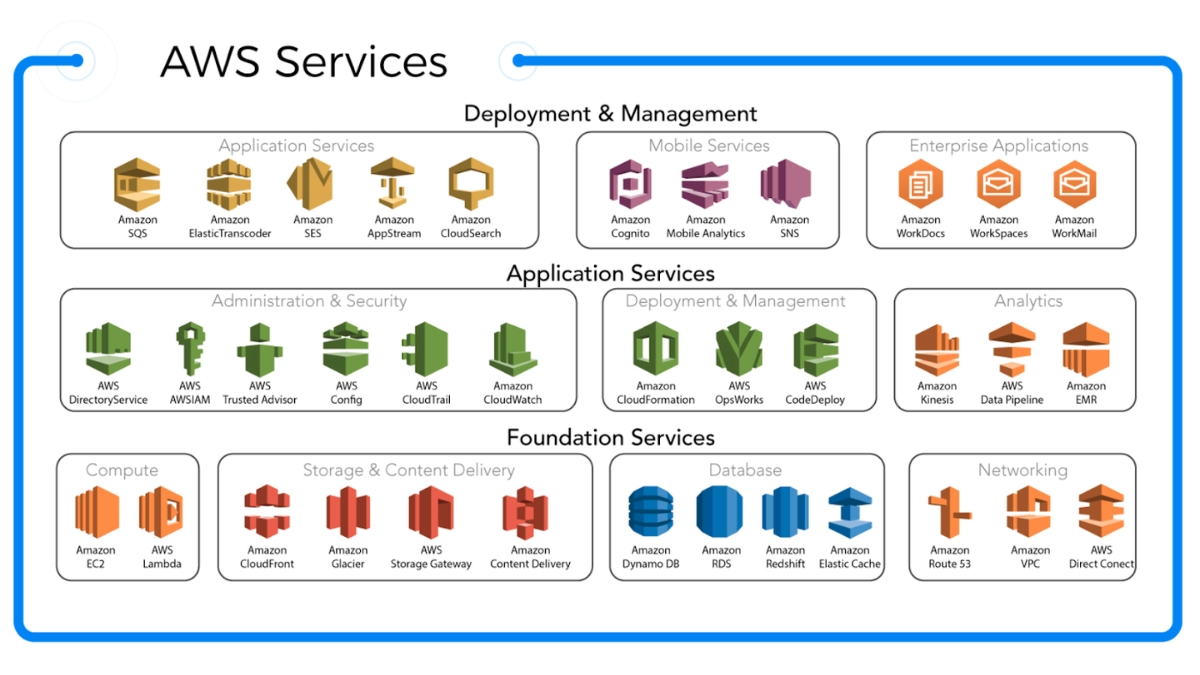 AWS Services
Deployment & Management
Application Services
Mobile Services
Enterprise Applications
Amazon
SQS
Amazon
ElasticTranscoder
Amazon
SES
Amazon
AppStream
Amazon
CloudSearch
Amazon
Cognito
Amazon
Mobile Analytics
Amazon
SNS
Amazon
WorkDocs
Amazon
WorkSpaces
Amazon
WorkMail
Application Services
Administration & Security
Deployment & Management
Analytics
AWS
DirectoryService
AWS
AWSIAM
AWS
Trusted Advisor
AWS
Config
AWS
CloudTrail
Amazon
CloudWatch
Amazon
CloudFormation
AWS
OpsWorks
AWS
CodeDeploy
Amazon
Kinesis
AWS
Data Pipeline
Amazon
EMR
Foundation Services
Compute
Storage & Content Delivery
Database
Networking
Amazon
EC2
AWS
Lambda
Amazon
CloudFront
Amazon
Glacier
AWS
Storage Gateway
Amazon
Content Delivery
Amazon
Dynamo DB
Amazon
RDS
Amazon
Redshift
Amazon
Elastic Cache
Amazon
Route 53
Amazon
VPC
AWS
Direct Conect